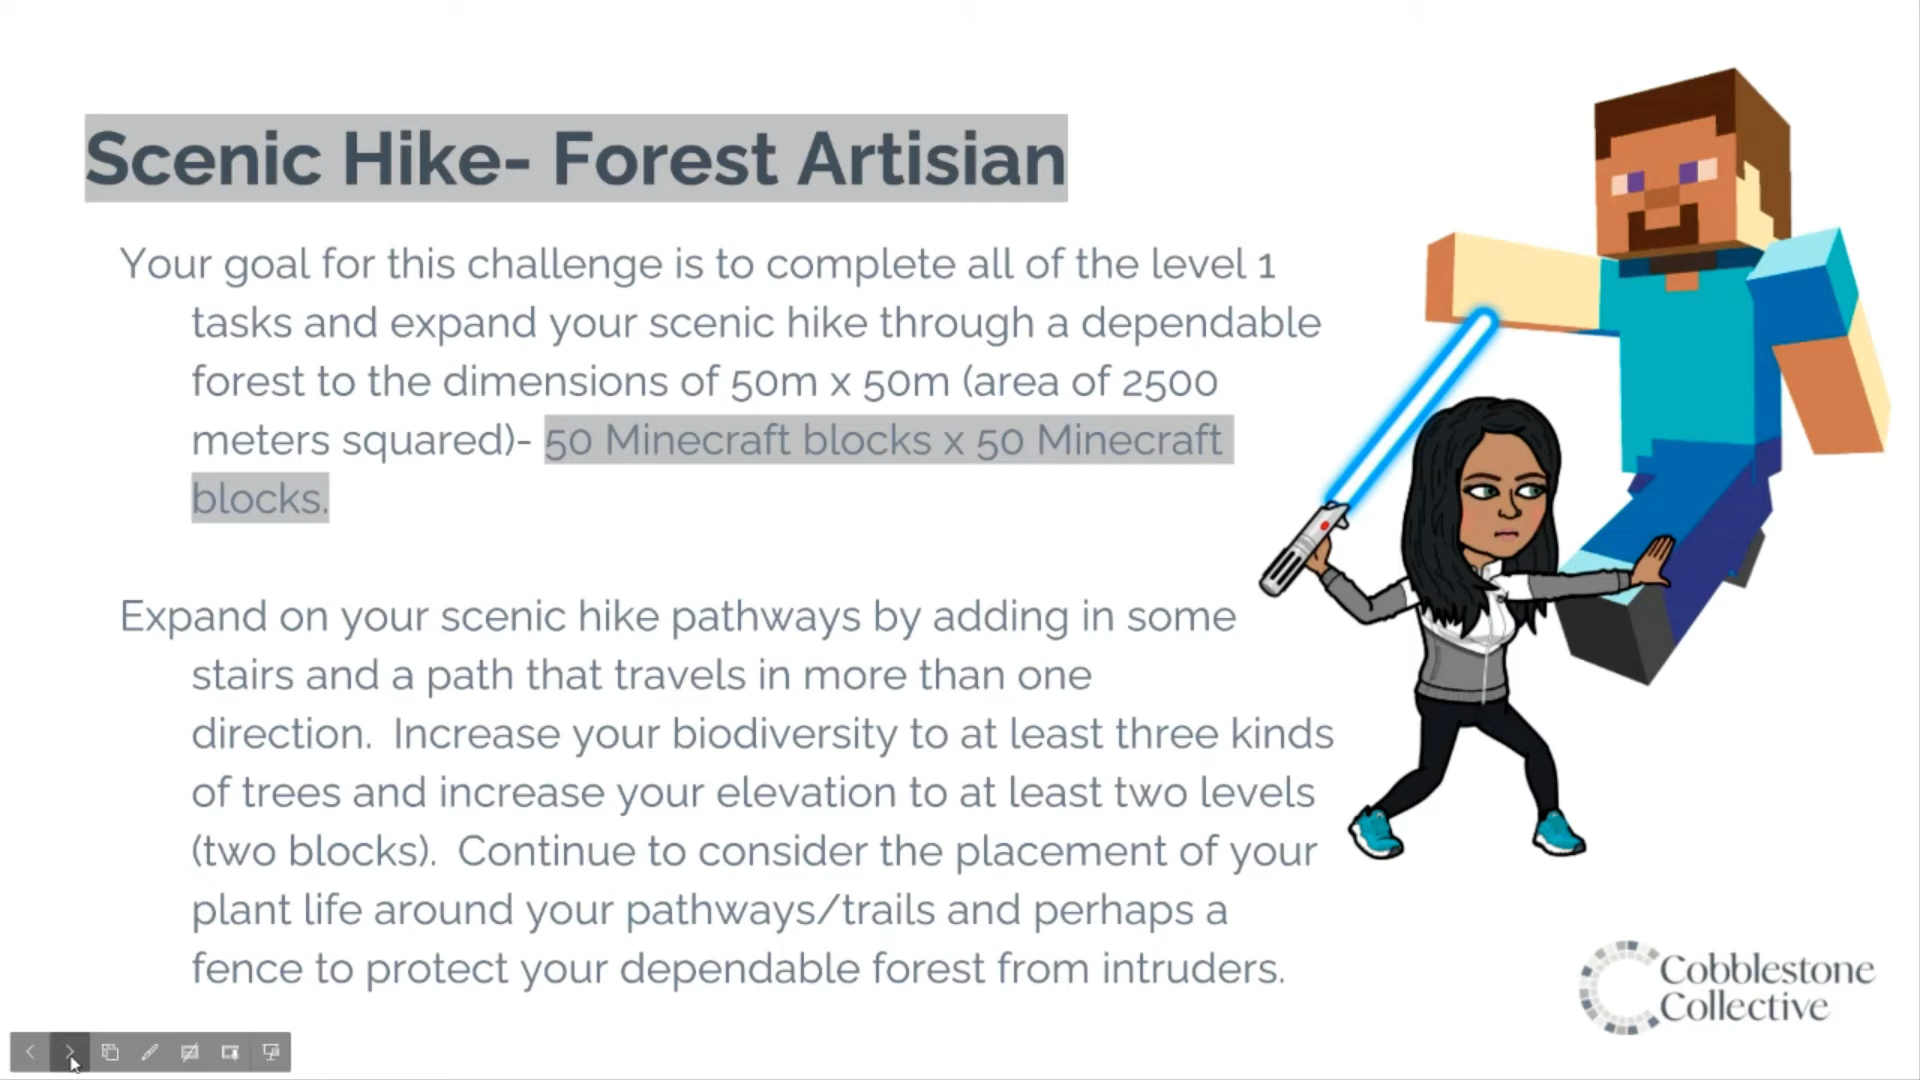 Scenic Hike- Forest Artisian
Your goal for this challenge is to complete all of the level 1
tasks and expand your scenic hike through a dependable
forest to the dimensions of 50m x 50m (area of 2500
meters squared)- 50 Minecraft blocks x 50 Minecraft
blocks.
Expand on your scenic hike pathways by adding in some
stairs and a path that travels in more than one
direction.  Increase your biodiversity to at least three kinds
of trees and increase your elevation to at least two levels
(two blocks).  Continue to consider the placement of your
plant life around your pathways/trails and perhaps a
fence to protect your dependable forest from intruders.
Cobblestone
Collective